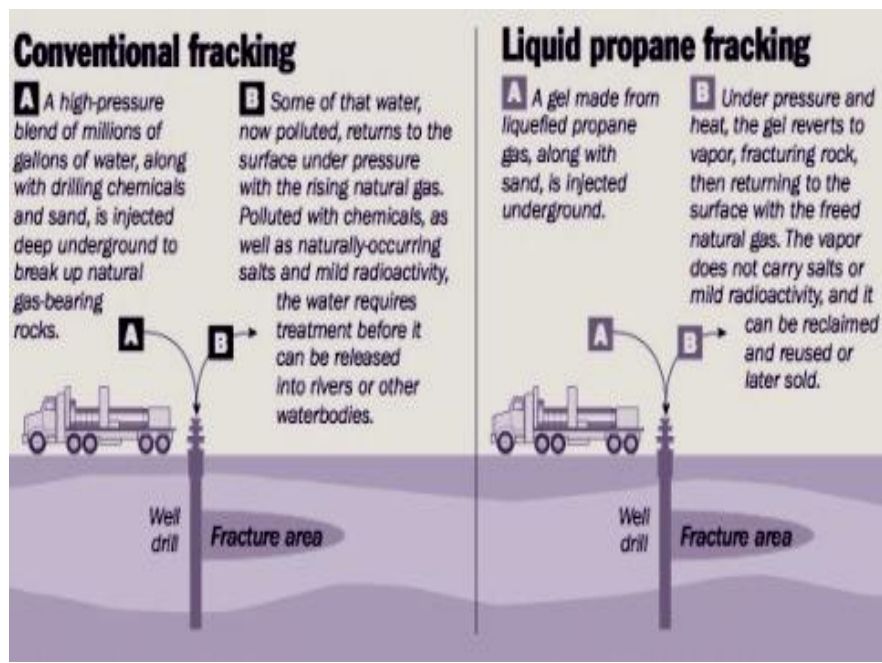 Conventional fracking
A A high-pressure
blend of millions of
gallons of water, along
with drilling chemicals
and sand, is injected
deep underground to
break up natural
gas-bearing
rocks.
B Some of that water,
now polluted, returns to the
surface under pressure
with the rising natural gas.
Polluted with chemicals, as
well as naturally-occurring
salts and mild radioactivity,
the water requires
treatment before it
can be released
into rivers or other
waterbodies.
A
B
Well
drill
Fracture area
Liquid propane fracking
A A gel made from
liquefied propane
gas, along with
sand, is injected
underground.
B Under pressure and
heat, the gel reverts to
vapor, fracturing rock,
then returning to the
surface with the freed
natural gas. The vapor
does not carry salts or
mild radioactivity, and it
can be reclaimed
and reused or
later sold.
A
B
Well
drill
Fracture area